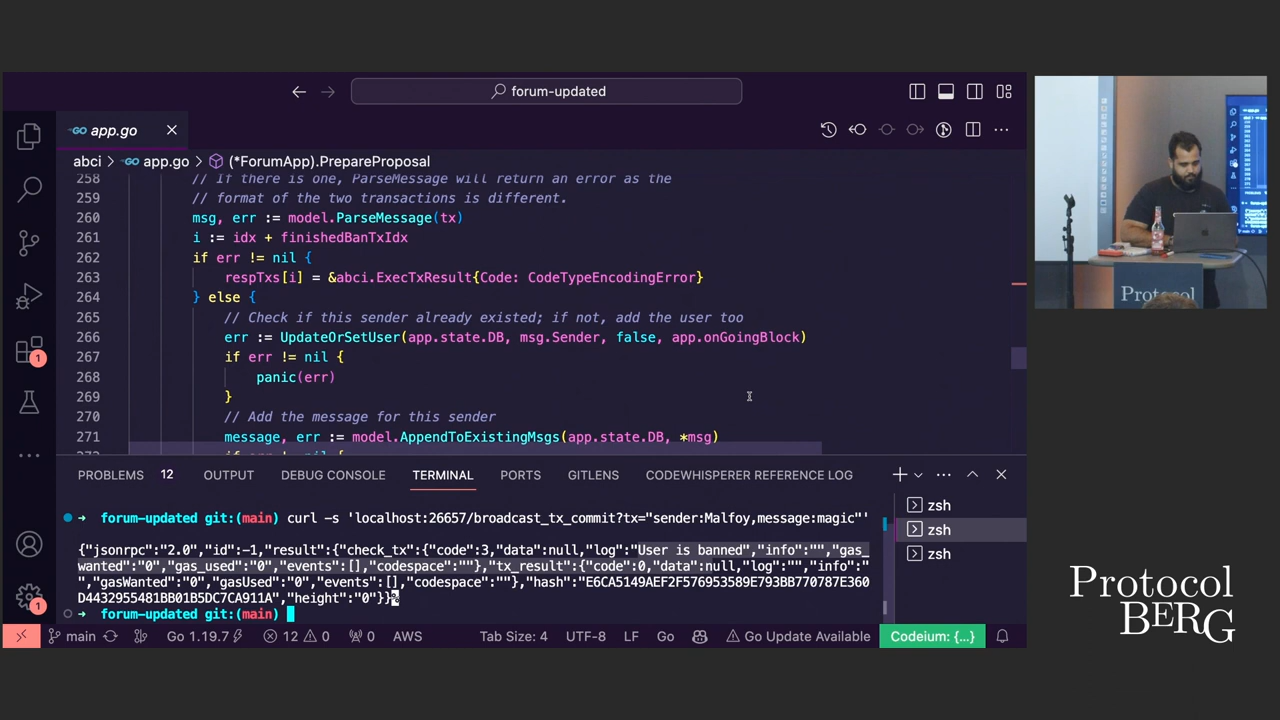 forum-updated
app.go
abci > app.go > (*ForumApp).PrepareProposal
258 // If there is one, ParseMessage will return an error as the
259 // format of the two transactions is different.
260 msg, err := model.ParseMessage(tx)
261 i := idx + finishedBanTxIdx
262 if err != nil {
263 respTxs[i] = &abci.ExecTxResult{Code: CodeTypeEncodingError}
264 } else {
265 // Check if this sender already existed; if not, add the user too
266 err := UpdateOrSetUser(app.state.DB, msg.Sender, false, app.onGoingBlock)
267 if err != nil {
268 panic(err)
269 }
270 // Add the message for this sender
271 message, err := model.AppendToExistingMsgs(app.state.DB, *msg)
PROBLEMS 12 OUTPUT DEBUG CONSOLE TERMINAL PORTS GITLENS CODEWHISPERER REFERENCE LOG
zsh
zsh
zsh
→ forum-updated git:(main) curl -s 'localhost:26657/broadcast_tx_commit?tx="sender:Malfoy,message:magic"'
{"jsonrpc":"2.0","id":-1,"result":{"check_tx":{"code":3,"data":null,"log":"User is banned","info":"","gas_
wanted":"0","gas_used":"0","events":[],"codespace":""},"tx_result":{"code":0,"data":null,"log":"","info":"
","gasWanted":"0","gasUsed":"0","events":[],"codespace":""},"hash":"E6CA5149AEF2F576953589E793BB770787E360
D4432955481BB01B5DC7CA911A","height":"0"}}%
→ forum-updated git:(main)
1
1
main Go 1.19.7 12 0 0 AWS Tab Size: 4 UTF-8 LF Go Go Update Available Codeium: {...}
Protocol
Protocol
BERG